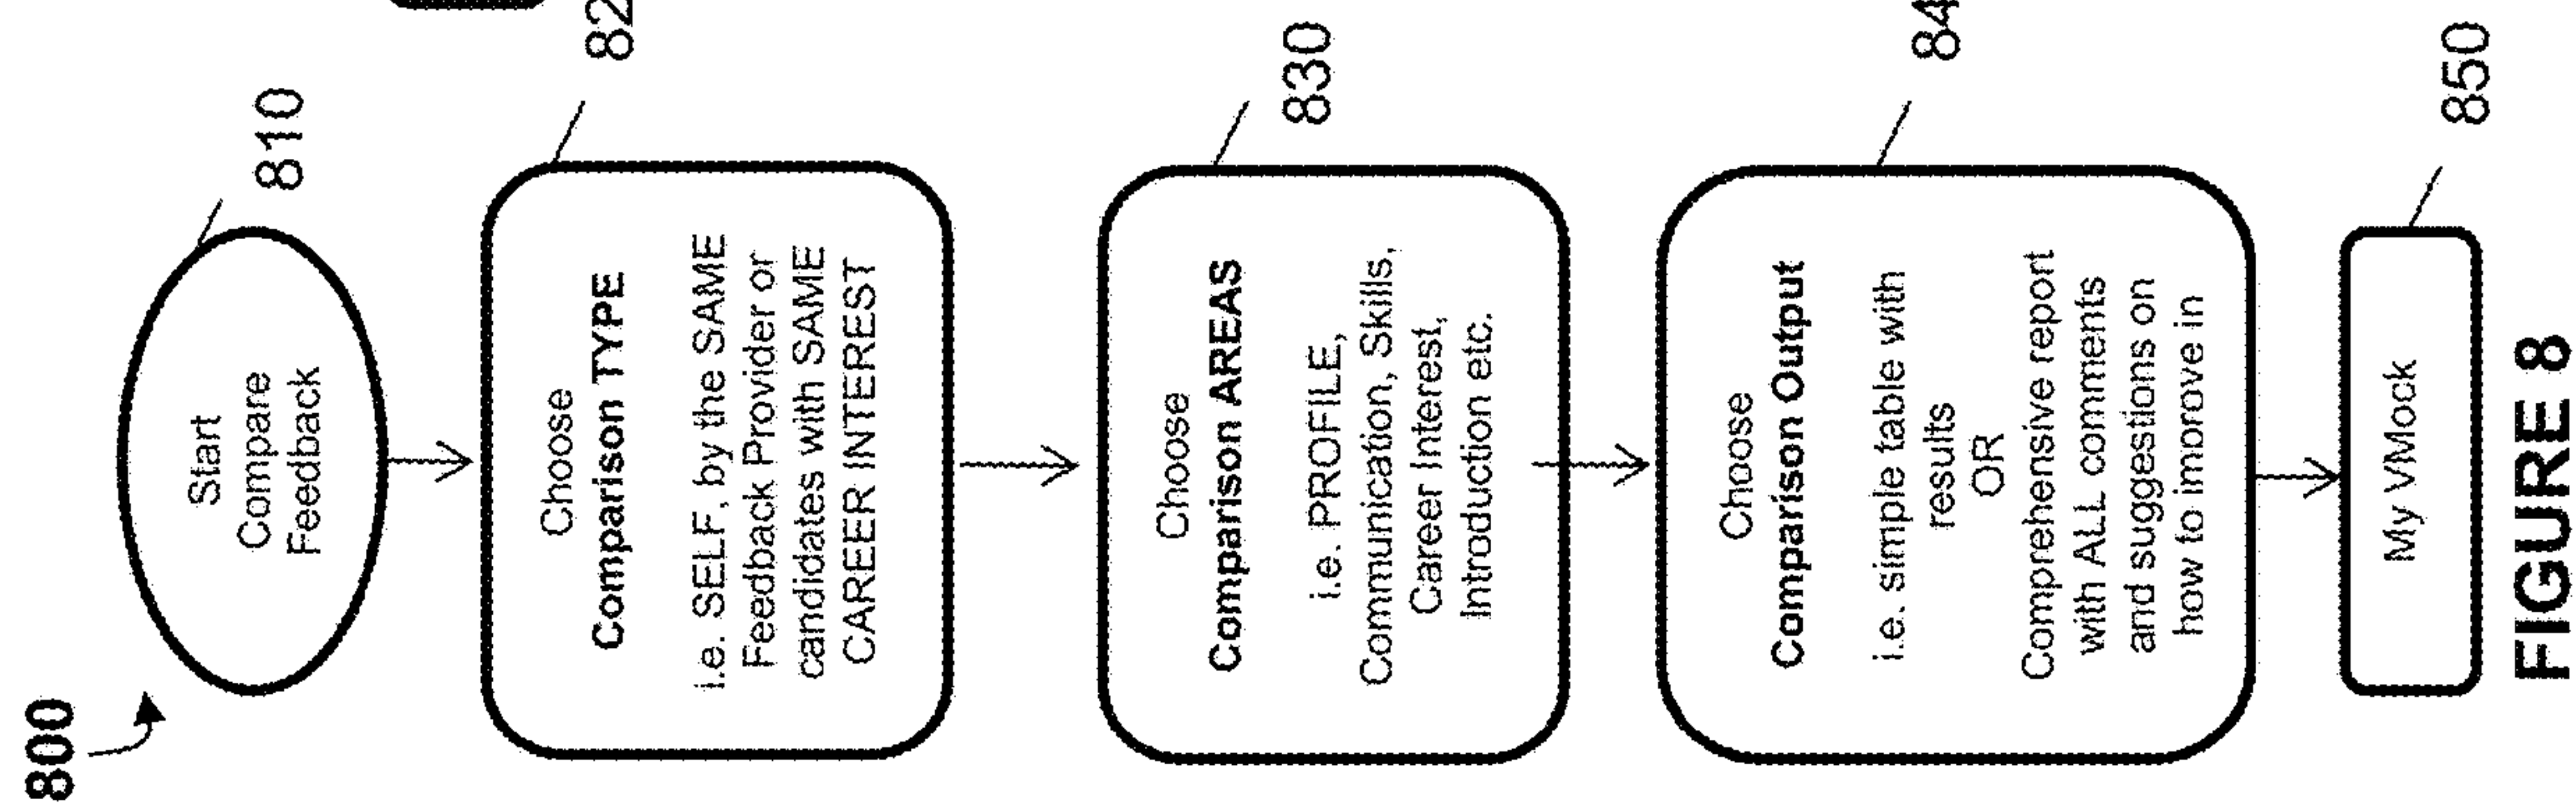 800
810
Start
Compare
Feedback
82
Choose
Comparison TYPE
i.e. SELF, by the SAME
Feedback Provider or
candidates with SAME
CAREER INTEREST
830
Choose
Comparison AREAS
i.e. PROFILE,
Communication, Skills,
Career Interest,
Introduction etc.
84
Choose
Comparison Output
i.e. simple table with
results
OR
Comprehensive report
with ALL comments
and suggestions on
how to improve in
850
My VMock
FIGURE 8